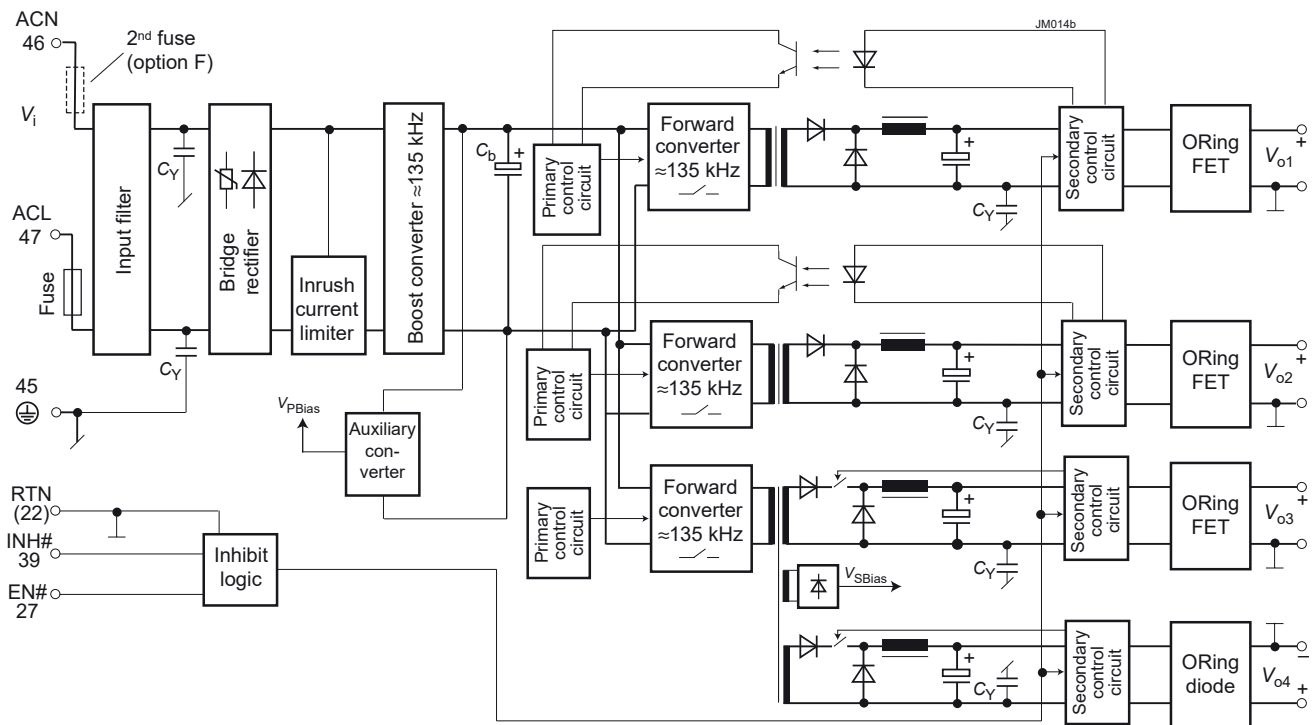 ACN
46
2nd fuse
(option F)
Vi
ACL
47
Fuse
45
Input filter
CY
CY
Bridge
rectifier
Inrush
current
limiter
Boost converter ≈135 kHz
Cb
+
VPBias
Auxiliary
con-
verter
RTN
(22)
INH#
39
EN#
27
Inhibit
logic
JM014b
Primary
control
circuit
Forward
converter
≈135 kHz
+
CY
Secondary
control
circuit
ORing
FET
+
Vo1
Primary
control
circuit
Forward
converter
≈135 kHz
+
CY
Secondary
control
circuit
ORing
FET
+
Vo2
Primary
control
circuit
Forward
converter
≈135 kHz
+
CY
Secondary
control
circuit
ORing
FET
+
Vo3
VSBias
+
CY
Secondary
control
circuit
ORing
diode
–
Vo4
+